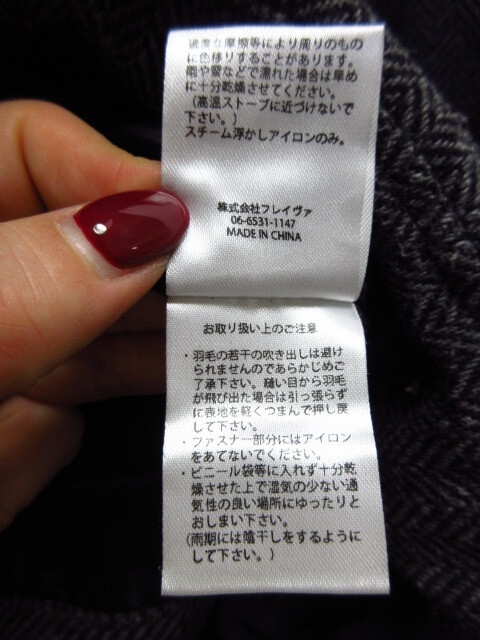 過度な摩擦等により周りのもの
に色移りすることがあります。
雨や雪などで濡れた場合は早め
に十分乾燥させてください。
(高温ストーブに近づけないで
下さい。)
スチーム浮かしアイロンのみ。
株式会社フレイヴァ
06-6531-1147
MADE IN CHINA
お取り扱い上のご注意
・羽毛の若干の吹き出しは避け
られませんのであらかじめご
了承下さい。縫い目から羽毛
が飛び出た場合は引っ張らず
に表地を軽くつまんで押し戻
して下さい。
・ファスナー部分にはアイロン
をあてないでください。
・ビニール袋等に入れず十分乾
燥させた上で湿気の少ない通
気性の良い場所にゆったりと
おしまい下さい。
(雨期には陰干しをするように
して下さい。)